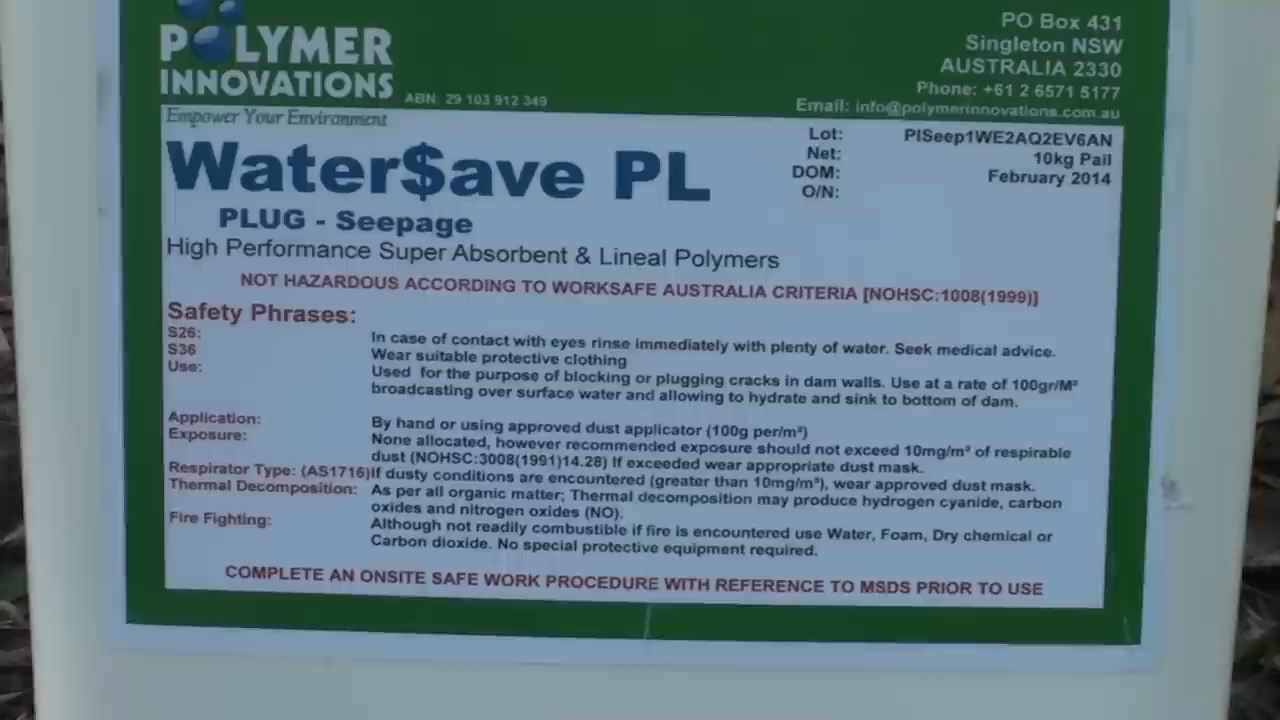 POLYMER
INNOVATIONS
ABN: 29 103 912 349
Empower Your Environment
PO Box 431
Singleton NSW
AUSTRALIA 2330
Phone: +61 2 6571 5177
Email: info@polymerinnovations.com.au
Water$ave PL
PLUG - Seepage
High Performance Super Absorbent & Lineal Polymers
Lot: PISeep1WE2AQ2EV6AN
Net: 10kg Pail
DOM: February 2014
O/N:
NOT HAZARDOUS ACCORDING TO WORKSAFE AUSTRALIA CRITERIA [NOHSC:1008(1999)]
Safety Phrases:
S26: In case of contact with eyes rinse immediately with plenty of water. Seek medical advice.
S36 Wear suitable protective clothing
Use: Used for the purpose of blocking or plugging cracks in dam walls. Use at a rate of 100gr/M²
broadcasting over surface water and allowing to hydrate and sink to bottom of dam.
Application: By hand or using approved dust applicator (100g per/m²)
Exposure: None allocated, however recommended exposure should not exceed 10mg/m³ of respirable
dust (NOHSC:3008(1991)14.28) If exceeded wear appropriate dust mask.
Respirator Type: (AS1716) If dusty conditions are encountered (greater than 10mg/m³), wear approved dust mask.
Thermal Decomposition: As per all organic matter; Thermal decomposition may produce hydrogen cyanide, carbon
oxides and nitrogen oxides (NO).
Fire Fighting: Although not readily combustible if fire is encountered use Water, Foam, Dry chemical or
Carbon dioxide. No special protective equipment required.
COMPLETE AN ONSITE SAFE WORK PROCEDURE WITH REFERENCE TO MSDS PRIOR TO USE